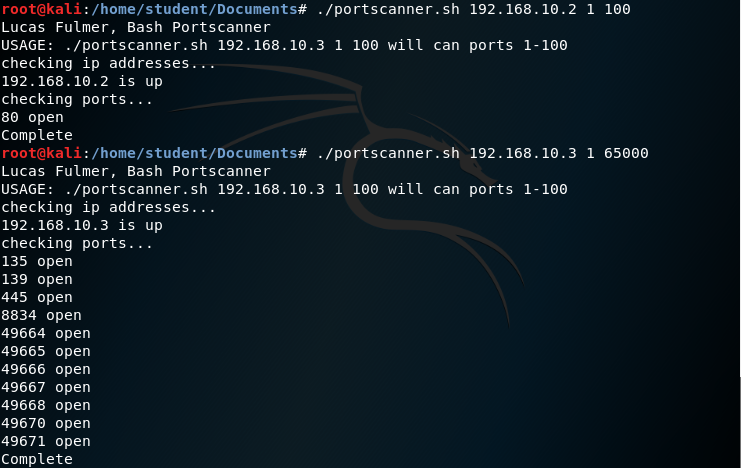 root@kali:/home/student/Documents# ./portscanner.sh 192.168.10.2 1 100
Lucas Fulmer, Bash Portscanner
USAGE: ./portscanner.sh 192.168.10.3 1 100 will can ports 1-100
checking ip addresses...
192.168.10.2 is up
checking ports...
80 open
Complete
root@kali:/home/student/Documents# ./portscanner.sh 192.168.10.3 1 65000
Lucas Fulmer, Bash Portscanner
USAGE: ./portscanner.sh 192.168.10.3 1 100 will can ports 1-100
checking ip addresses...
192.168.10.3 is up
checking ports...
135 open
139 open
445 open
8834 open
49664 open
49665 open
49666 open
49667 open
49668 open
49670 open
49671 open
Complete